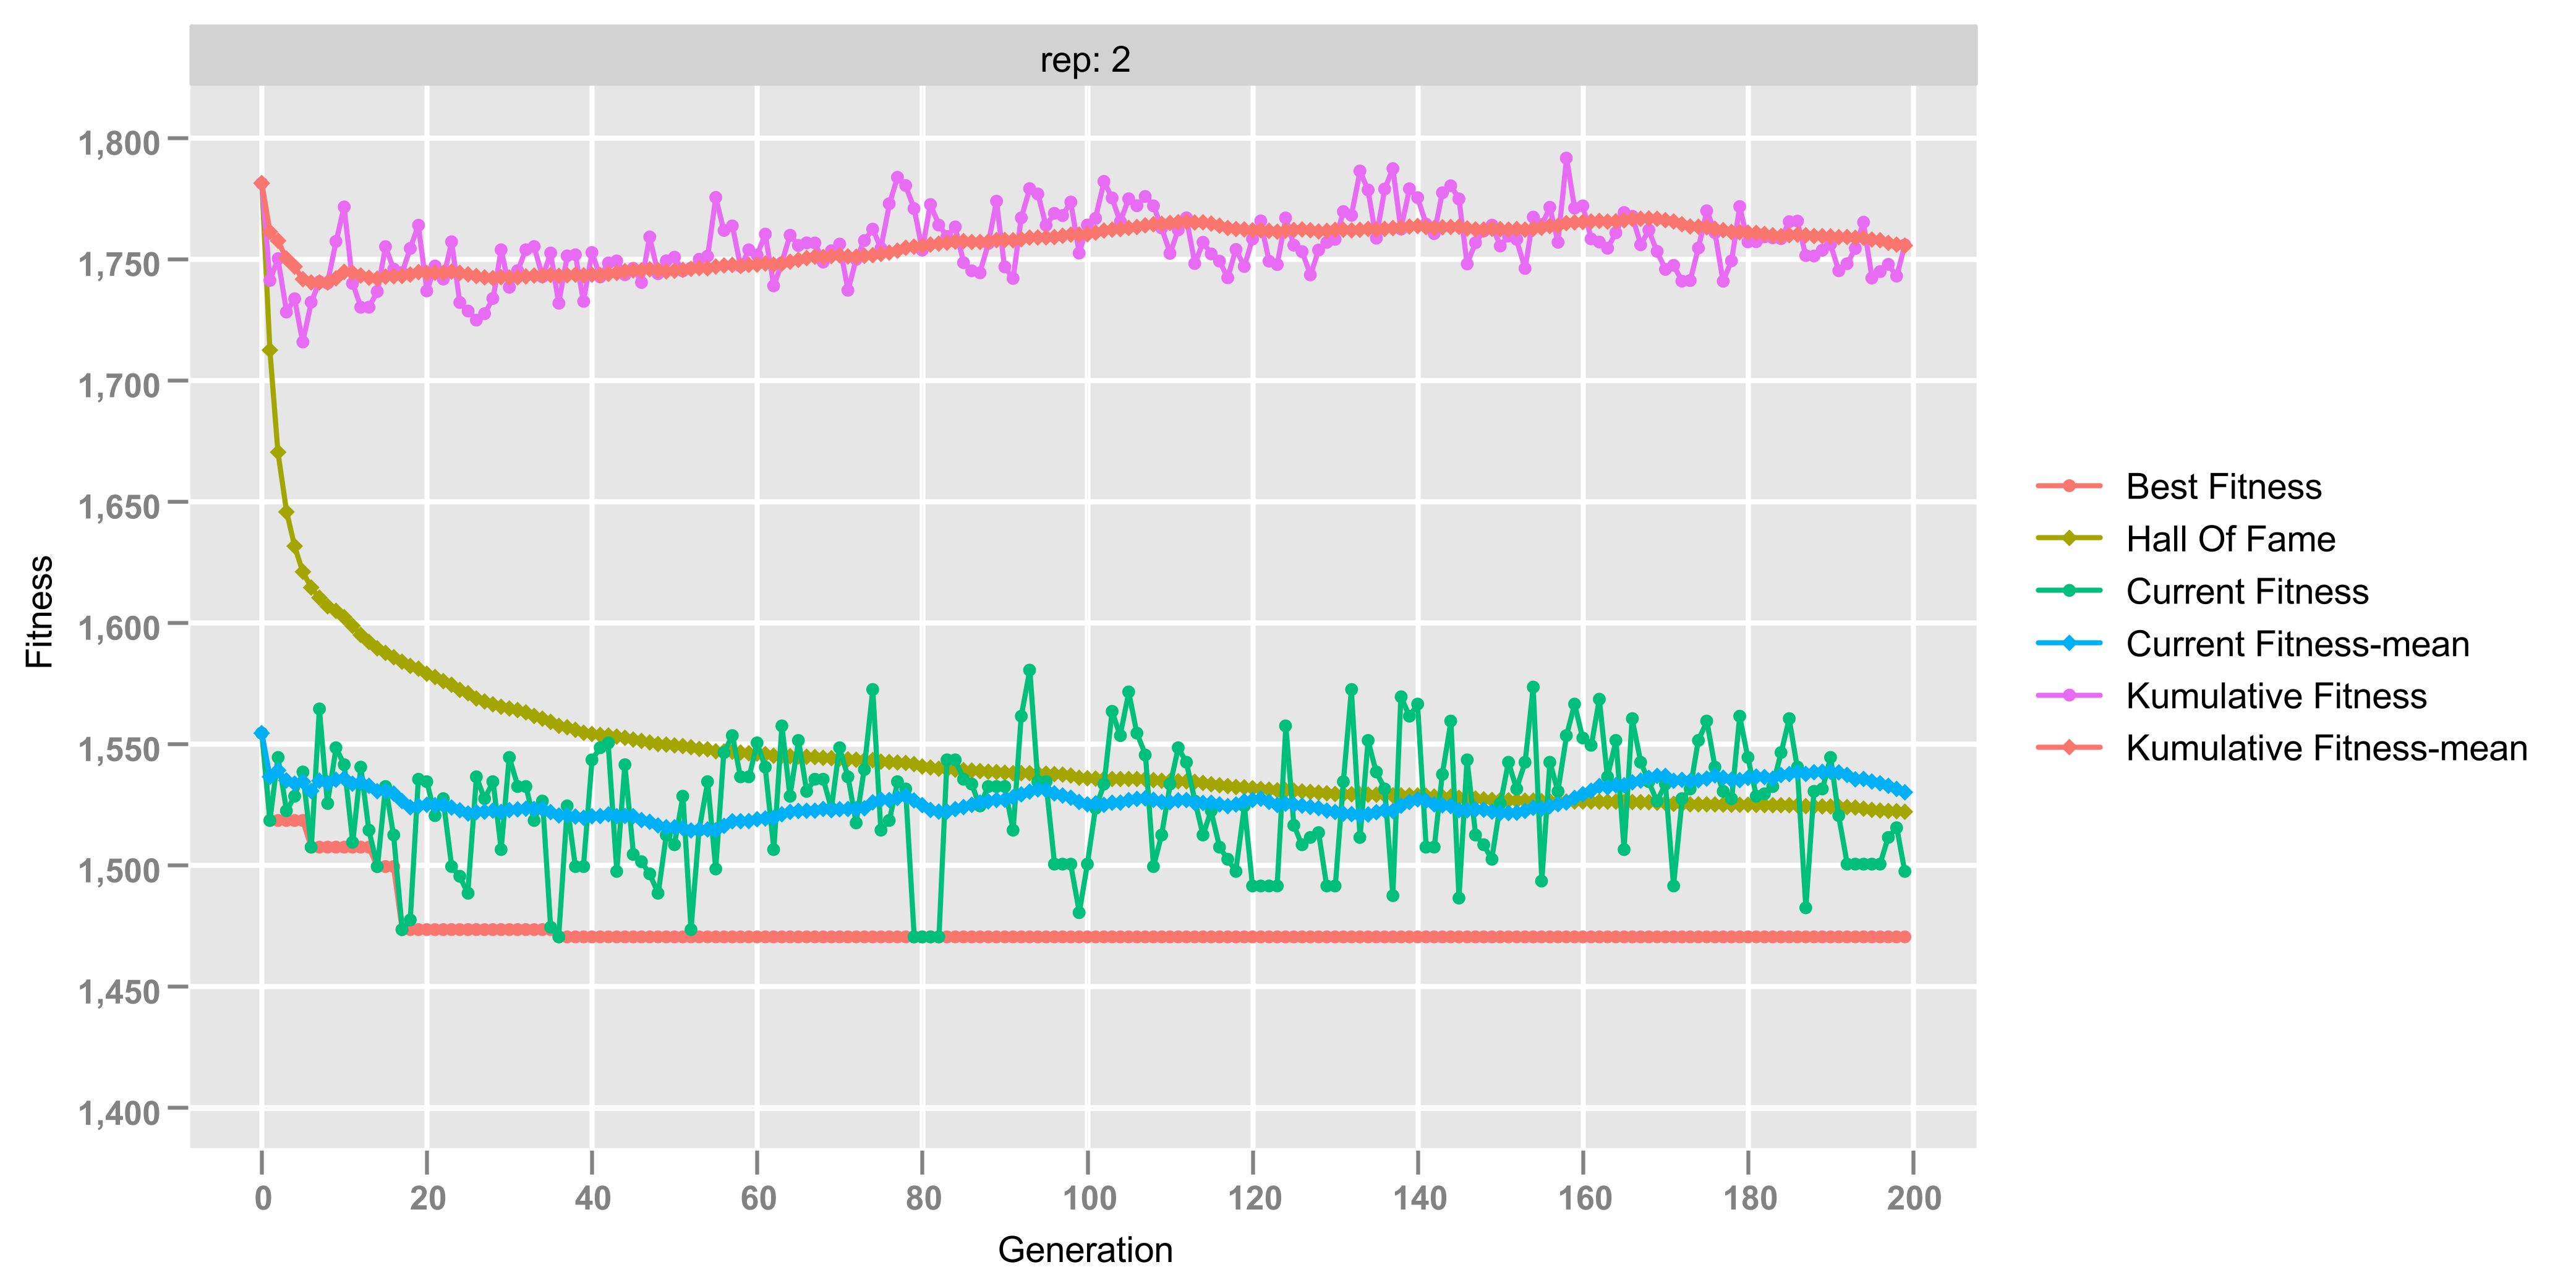 rep: 2
1,800
1,750
1,700
1,650
1,600
1,550
1,500
1,450
1,400
Fitness
0 20 40 60 80 100 120 140 160 180 200
Generation
Best Fitness
Hall Of Fame
Current Fitness
Current Fitness-mean
Kumulative Fitness
Kumulative Fitness-mean